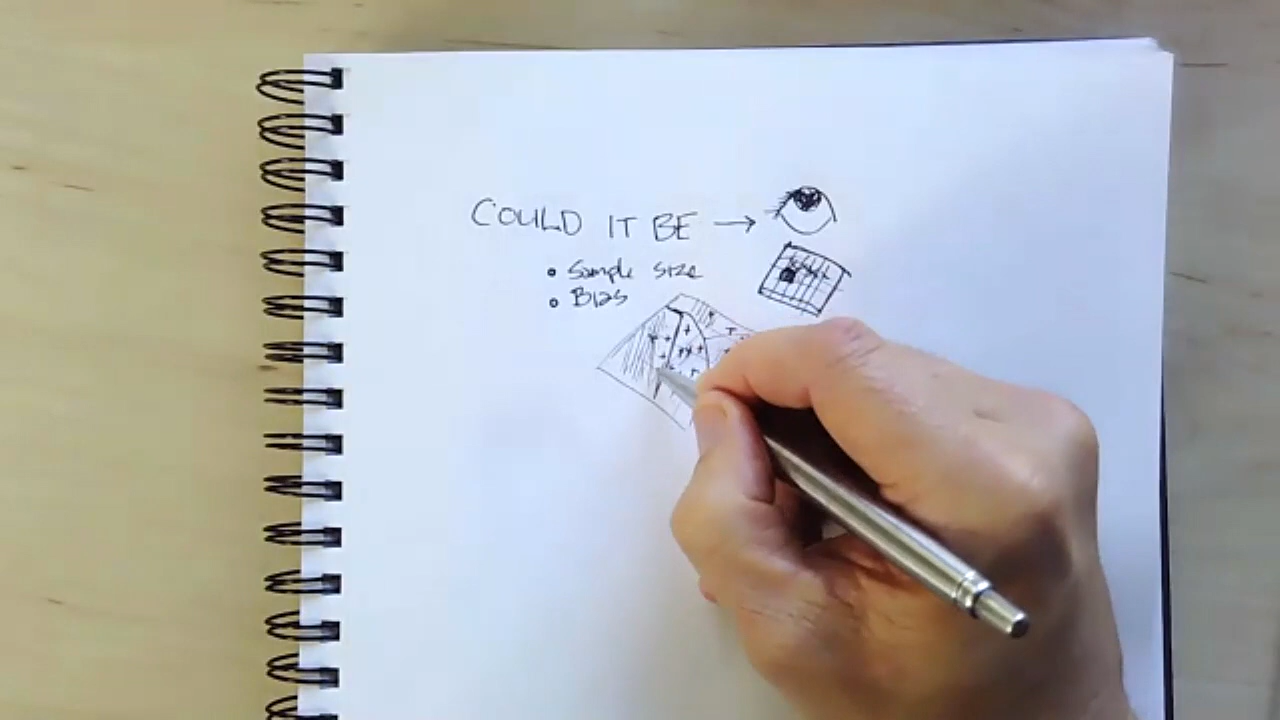 COULD IT BE →
• Sample size
• Bias